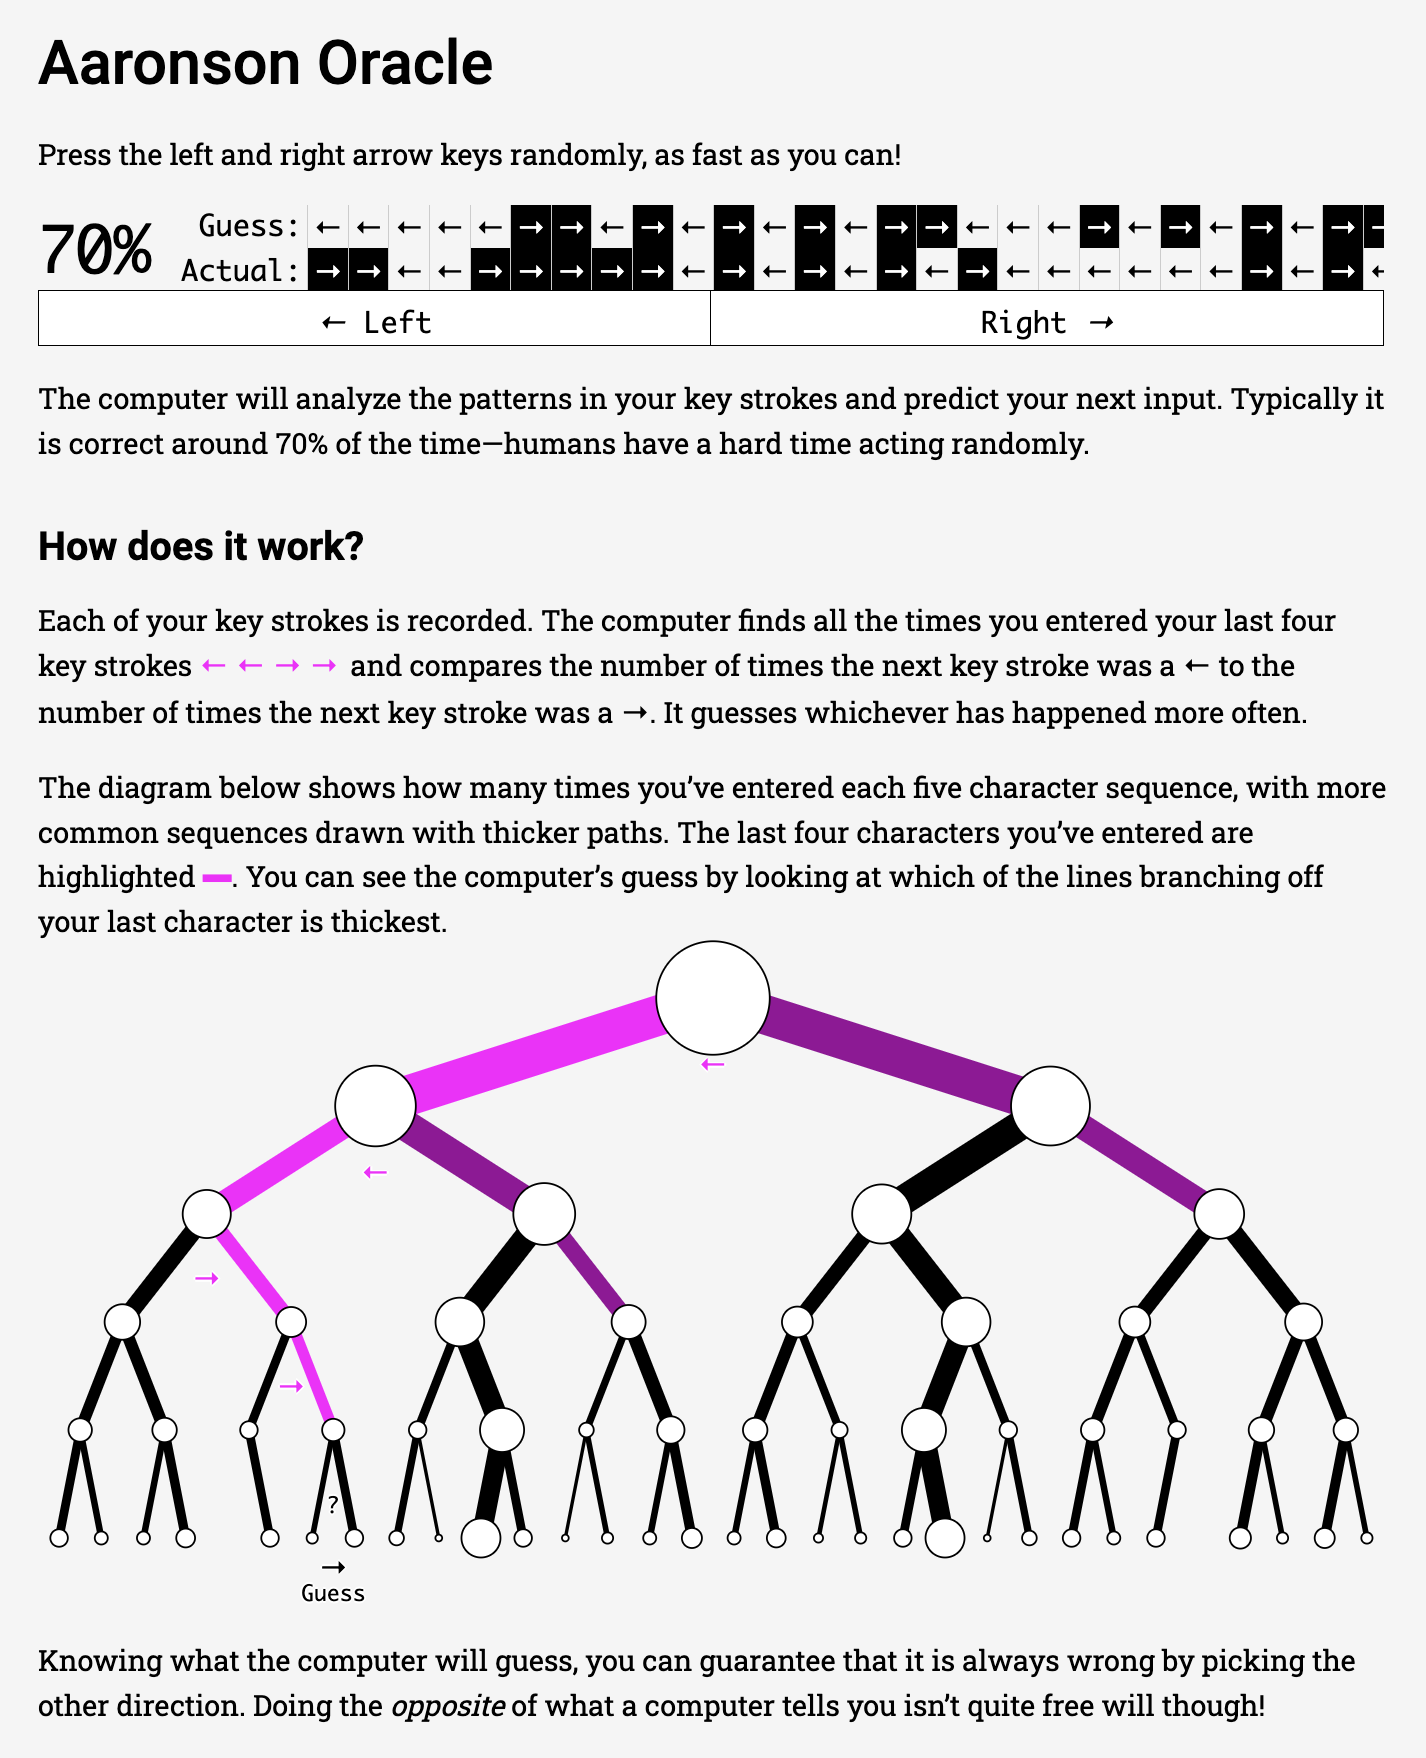 Aaronson Oracle
Press the left and right arrow keys randomly, as fast as you can!
70%
Guess: ← ← ← ← ← → → ← → ← → ← → ← → → ← ← ← → ← → ← → ← →
Actual: → → ← ← → → → → → ← → ← → ← → ← → ← ← ← ← ← ← → ← → ←
← Left
Right →
The computer will analyze the patterns in your key strokes and predict your next input. Typically it
is correct around 70% of the time—humans have a hard time acting randomly.
How does it work?
Each of your key strokes is recorded. The computer finds all the times you entered your last four
key strokes ← ← → → and compares the number of times the next key stroke was a ← to the
number of times the next key stroke was a →. It guesses whichever has happened more often.
The diagram below shows how many times you’ve entered each five character sequence, with more
common sequences drawn with thicker paths. The last four characters you’ve entered are
highlighted . You can see the computer’s guess by looking at which of the lines branching off
your last character is thickest.
←
←
→
→
?
→
Guess
Knowing what the computer will guess, you can guarantee that it is always wrong by picking the
other direction. Doing the opposite of what a computer tells you isn’t quite free will though!